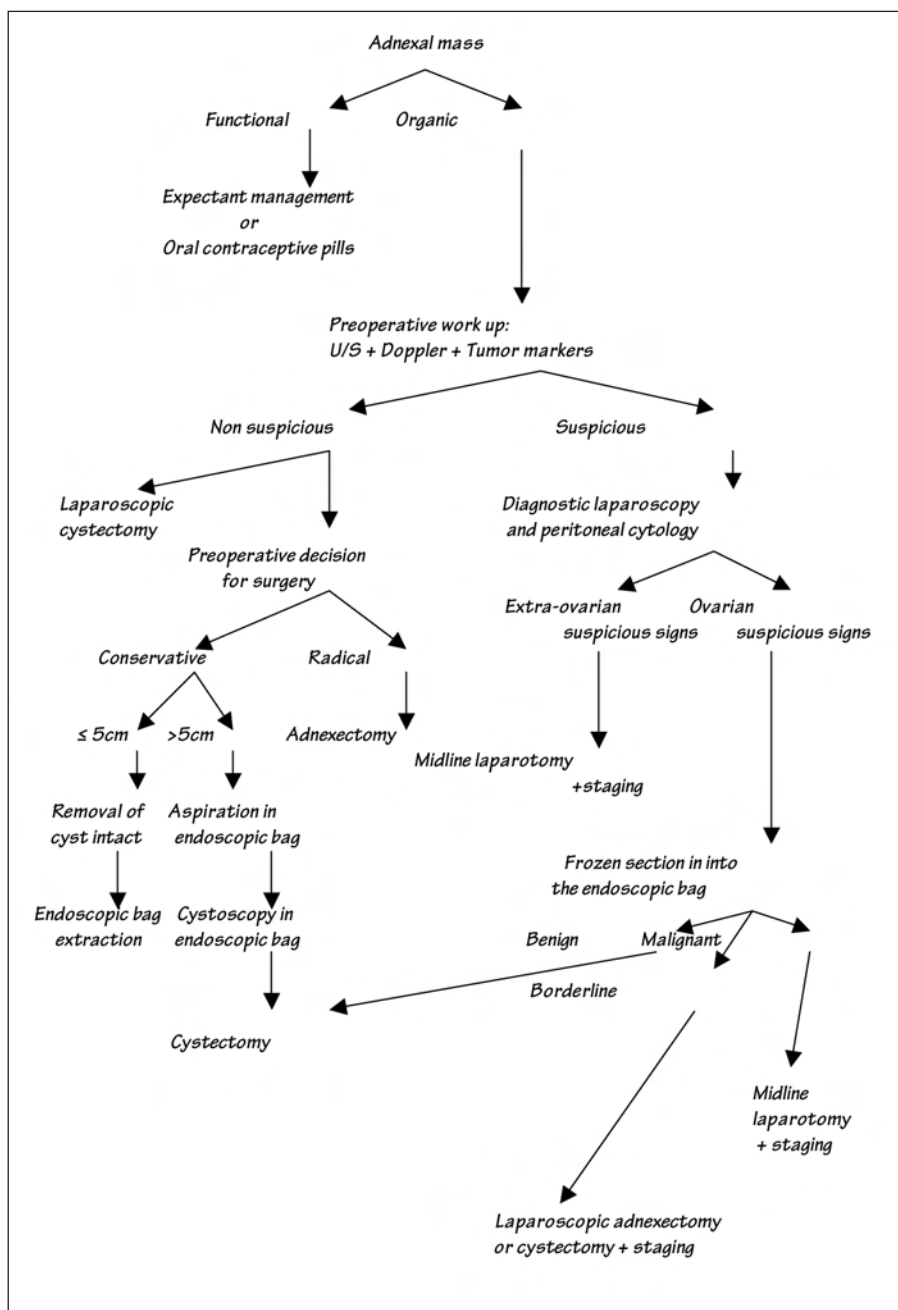 Adnexal mass
Functional
Organic
Expectant management
or
Oral contraceptive pills
Preoperative work up:
U/S + Doppler + Tumor markers
Non suspicious
Suspicious
Laparoscopic
cystectomy
Diagnostic laparoscopy
and peritoneal cytology
Preoperative decision
for surgery
Extra-ovarian
suspicious signs
Ovarian
suspicious signs
Conservative
Radical
≤ 5cm
>5cm
Adnexectomy
Midline laparotomy
+staging
Removal of
cyst intact
Aspiration in
endoscopic bag
Frozen section in into
the endoscopic bag
Endoscopic bag
extraction
Cystoscopy in
endoscopic bag
Benign
Malignant
Borderline
Cystectomy
Midline
laparotomy
+ staging
Laparoscopic adnexectomy
or cystectomy + staging